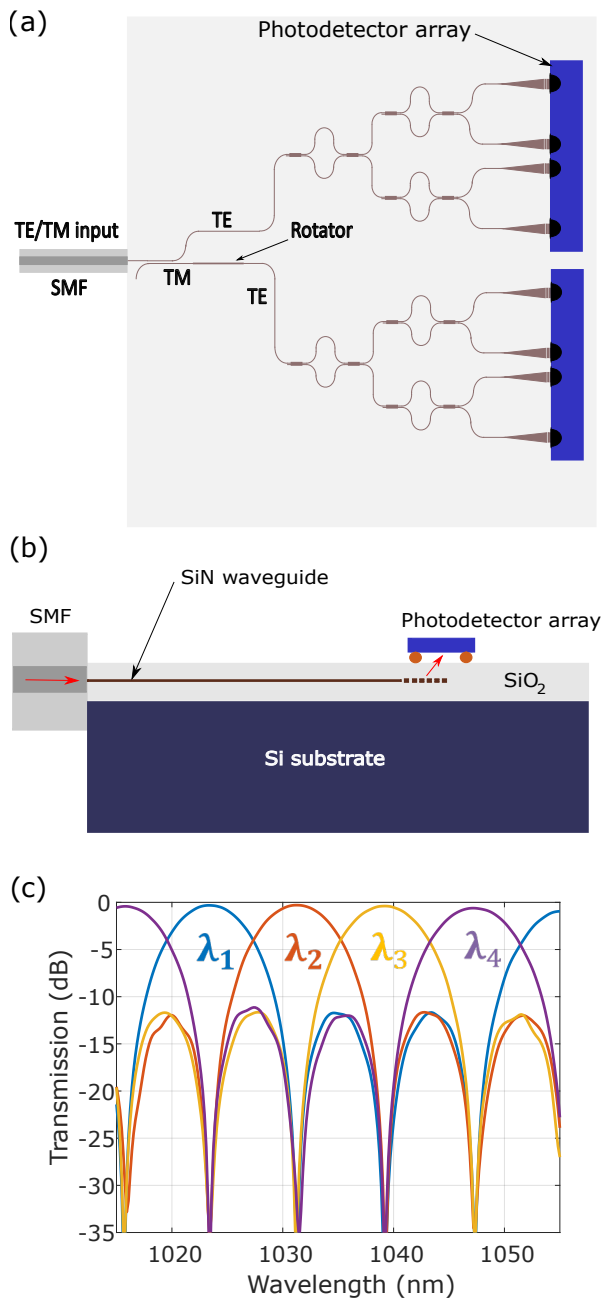 (a)
Photodetector array
TE
TE/TM input
Rotator
SMF
TM
TE
(b)
SiN waveguide
SMF
Photodetector array
SiO2
Si substrate
(c)
0
-5
-10
-15
-20
-25
-30
-35
Transmission (dB)
λ1 λ2 λ3 λ4
1020 1030 1040 1050
Wavelength (nm)